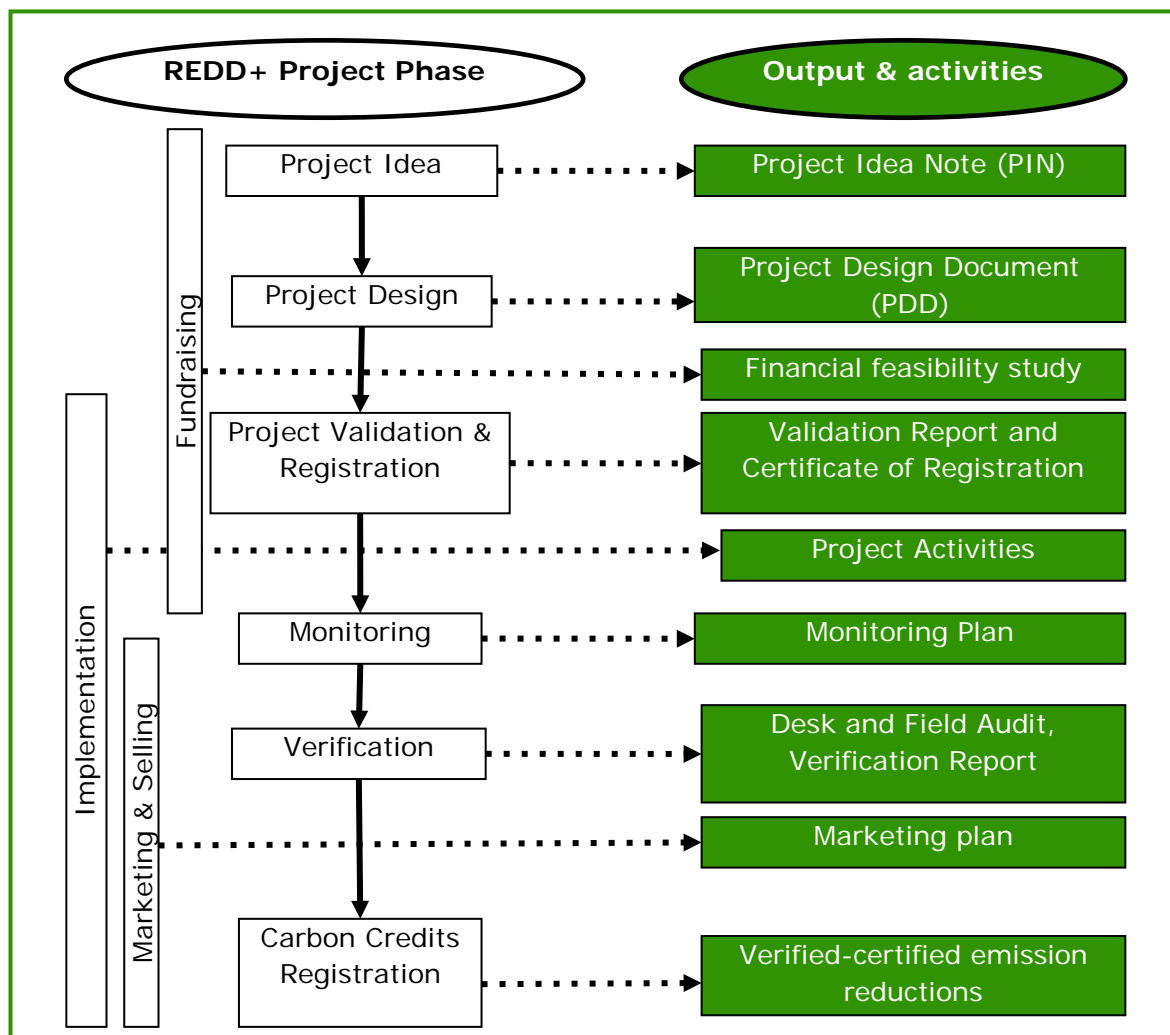 REDD+ Project Phase
Output & activities
Project Idea
Project Idea Note (PIN)
Project Design
Project Design Document
(PDD)
Fundraising
Financial feasibility study
Project Validation &
Registration
Validation Report and
Certificate of Registration
Implementation
Project Activities
Monitoring
Monitoring Plan
Marketing & Selling
Verification
Desk and Field Audit,
Verification Report
Marketing plan
Carbon Credits
Registration
Verified-certified emission
reductions